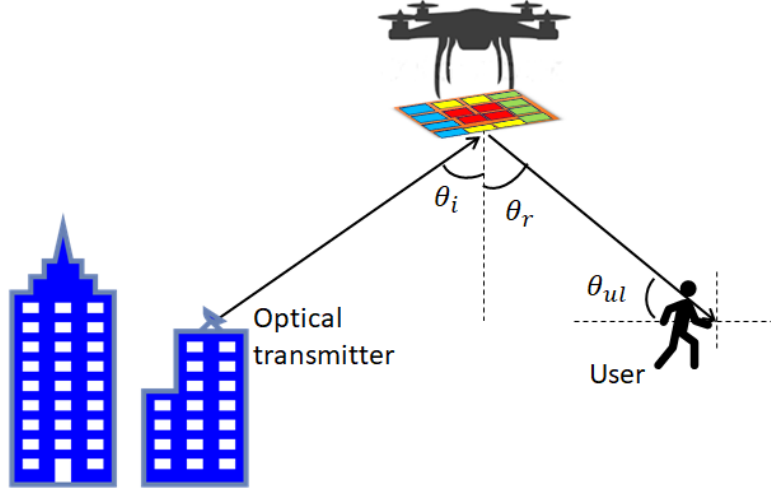 θ_i
θ_r
θ_ul
Optical
transmitter
User